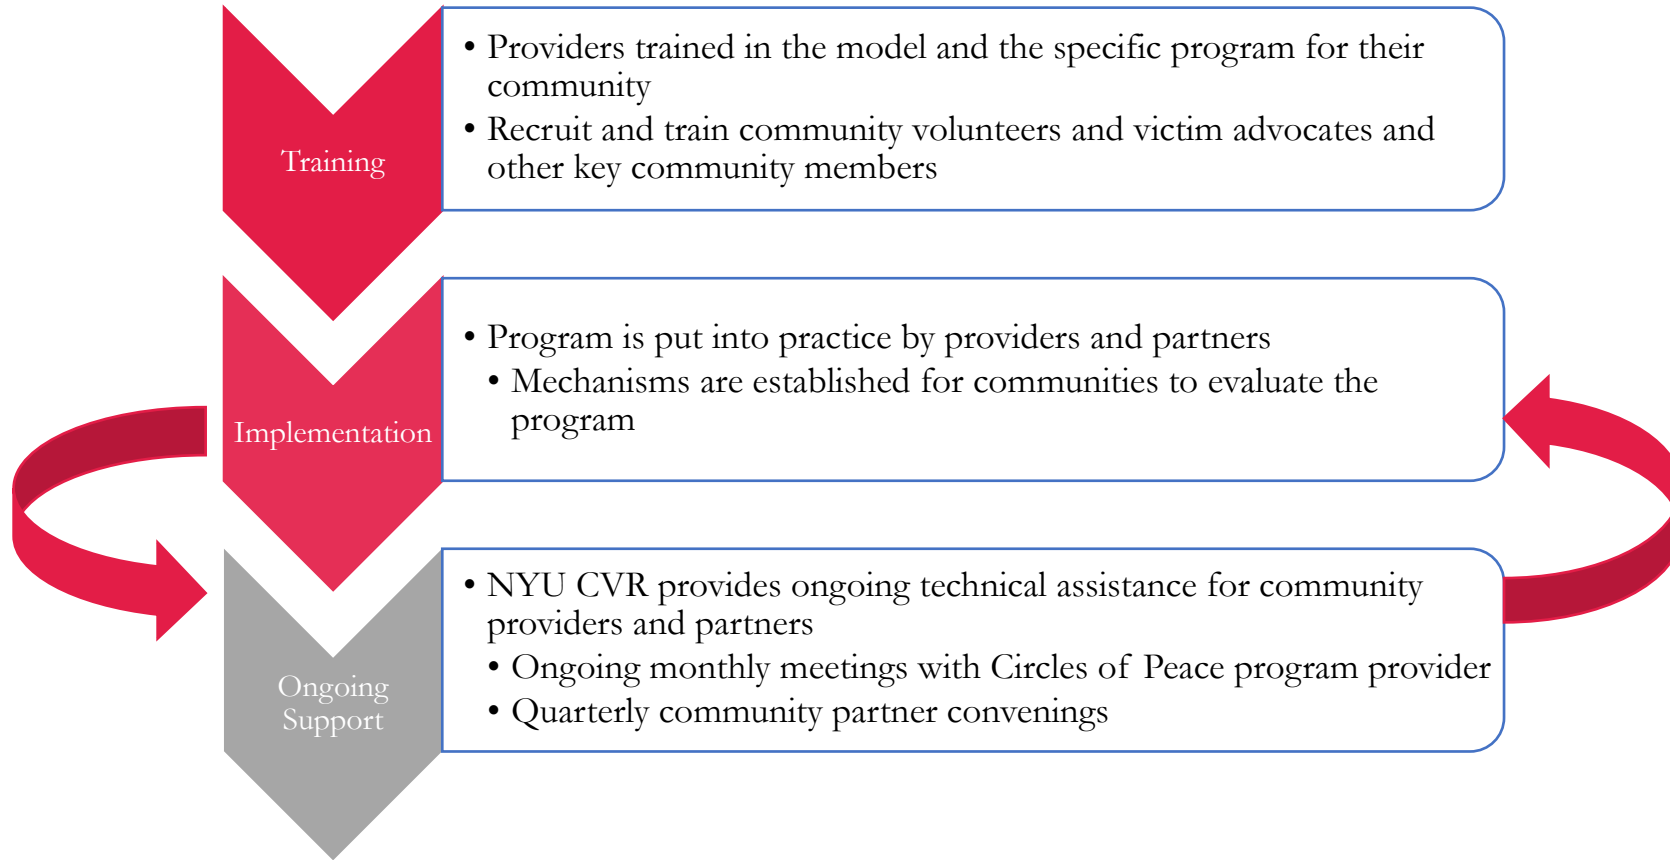 Training
• Providers trained in the model and the specific program for their
community
• Recruit and train community volunteers and victim advocates and
other key community members
Implementation
• Program is put into practice by providers and partners
• Mechanisms are established for communities to evaluate the
program
Ongoing
Support
• NYU CVR provides ongoing technical assistance for community
providers and partners
• Ongoing monthly meetings with Circles of Peace program provider
• Quarterly community partner convenings